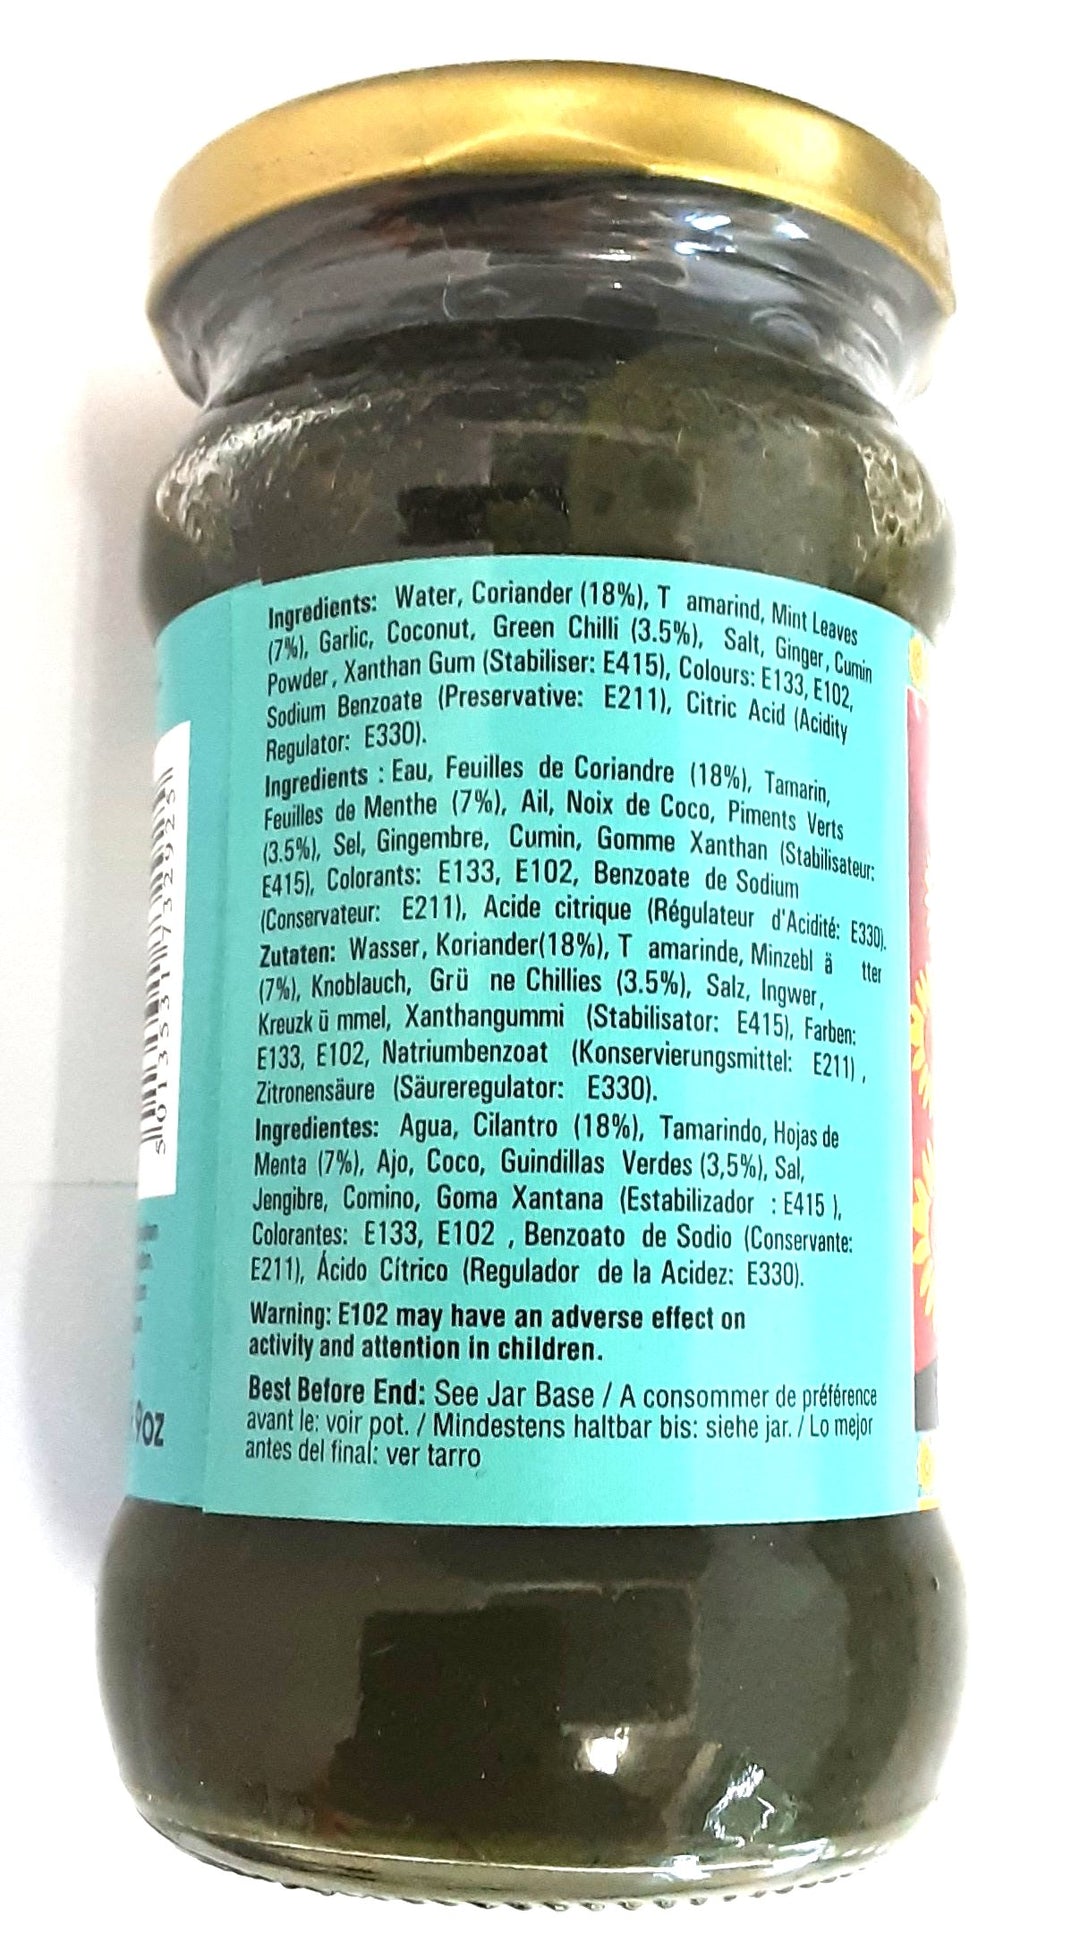 Ingredients: Water, Coriander (18%), T amarind, Mint Leaves
(7%), Garlic, Coconut, Green Chilli (3.5%), Salt, Ginger, Cumin
Powder, Xanthan Gum (Stabiliser: E415), Colours: E133, E102,
Sodium Benzoate (Preservative: E211), Citric Acid (Acidity
Regulator: E330).
Ingredients : Eau, Feuilles de Coriandre (18%), Tamarin,
Feuilles de Menthe (7%), Ail, Noix de Coco, Piments Verts
(3.5%), Sel, Gingembre, Cumin, Gomme Xanthan (Stabilisateur:
E415), Colorants: E133, E102, Benzoate de Sodium
(Conservateur: E211), Acide citrique (Régulateur d'Acidité: E330).
Zutaten: Wasser, Koriander(18%), T amarinde, Minzebl ä tter
(7%), Knoblauch, Grü ne Chillies (3.5%), Salz, Ingwer,
Kreuzk ü mmel, Xanthangummi (Stabilisator: E415), Farben:
E133, E102, Natriumbenzoat (Konservierungsmittel: E211),
Zitronensäure (Säureregulator: E330).
Ingredientes: Agua, Cilantro (18%), Tamarindo, Hojas de
Menta (7%), Ajo, Coco, Guindillas Verdes (3,5%), Sal,
Jengibre, Comino, Goma Xantana (Estabilizador : E415 ),
Colorantes: E133, E102 , Benzoato de Sodio (Conservante:
E211), Ácido Cítrico (Regulador de la Acidez: E330).
Warning: E102 may have an adverse effect on
activity and attention in children.
Best Before End: See Jar Base / A consommer de préférence
avant le: voir pot. / Mindestens haltbar bis: siehe jar. / Lo mejor
antes del final: ver tarro
9oz